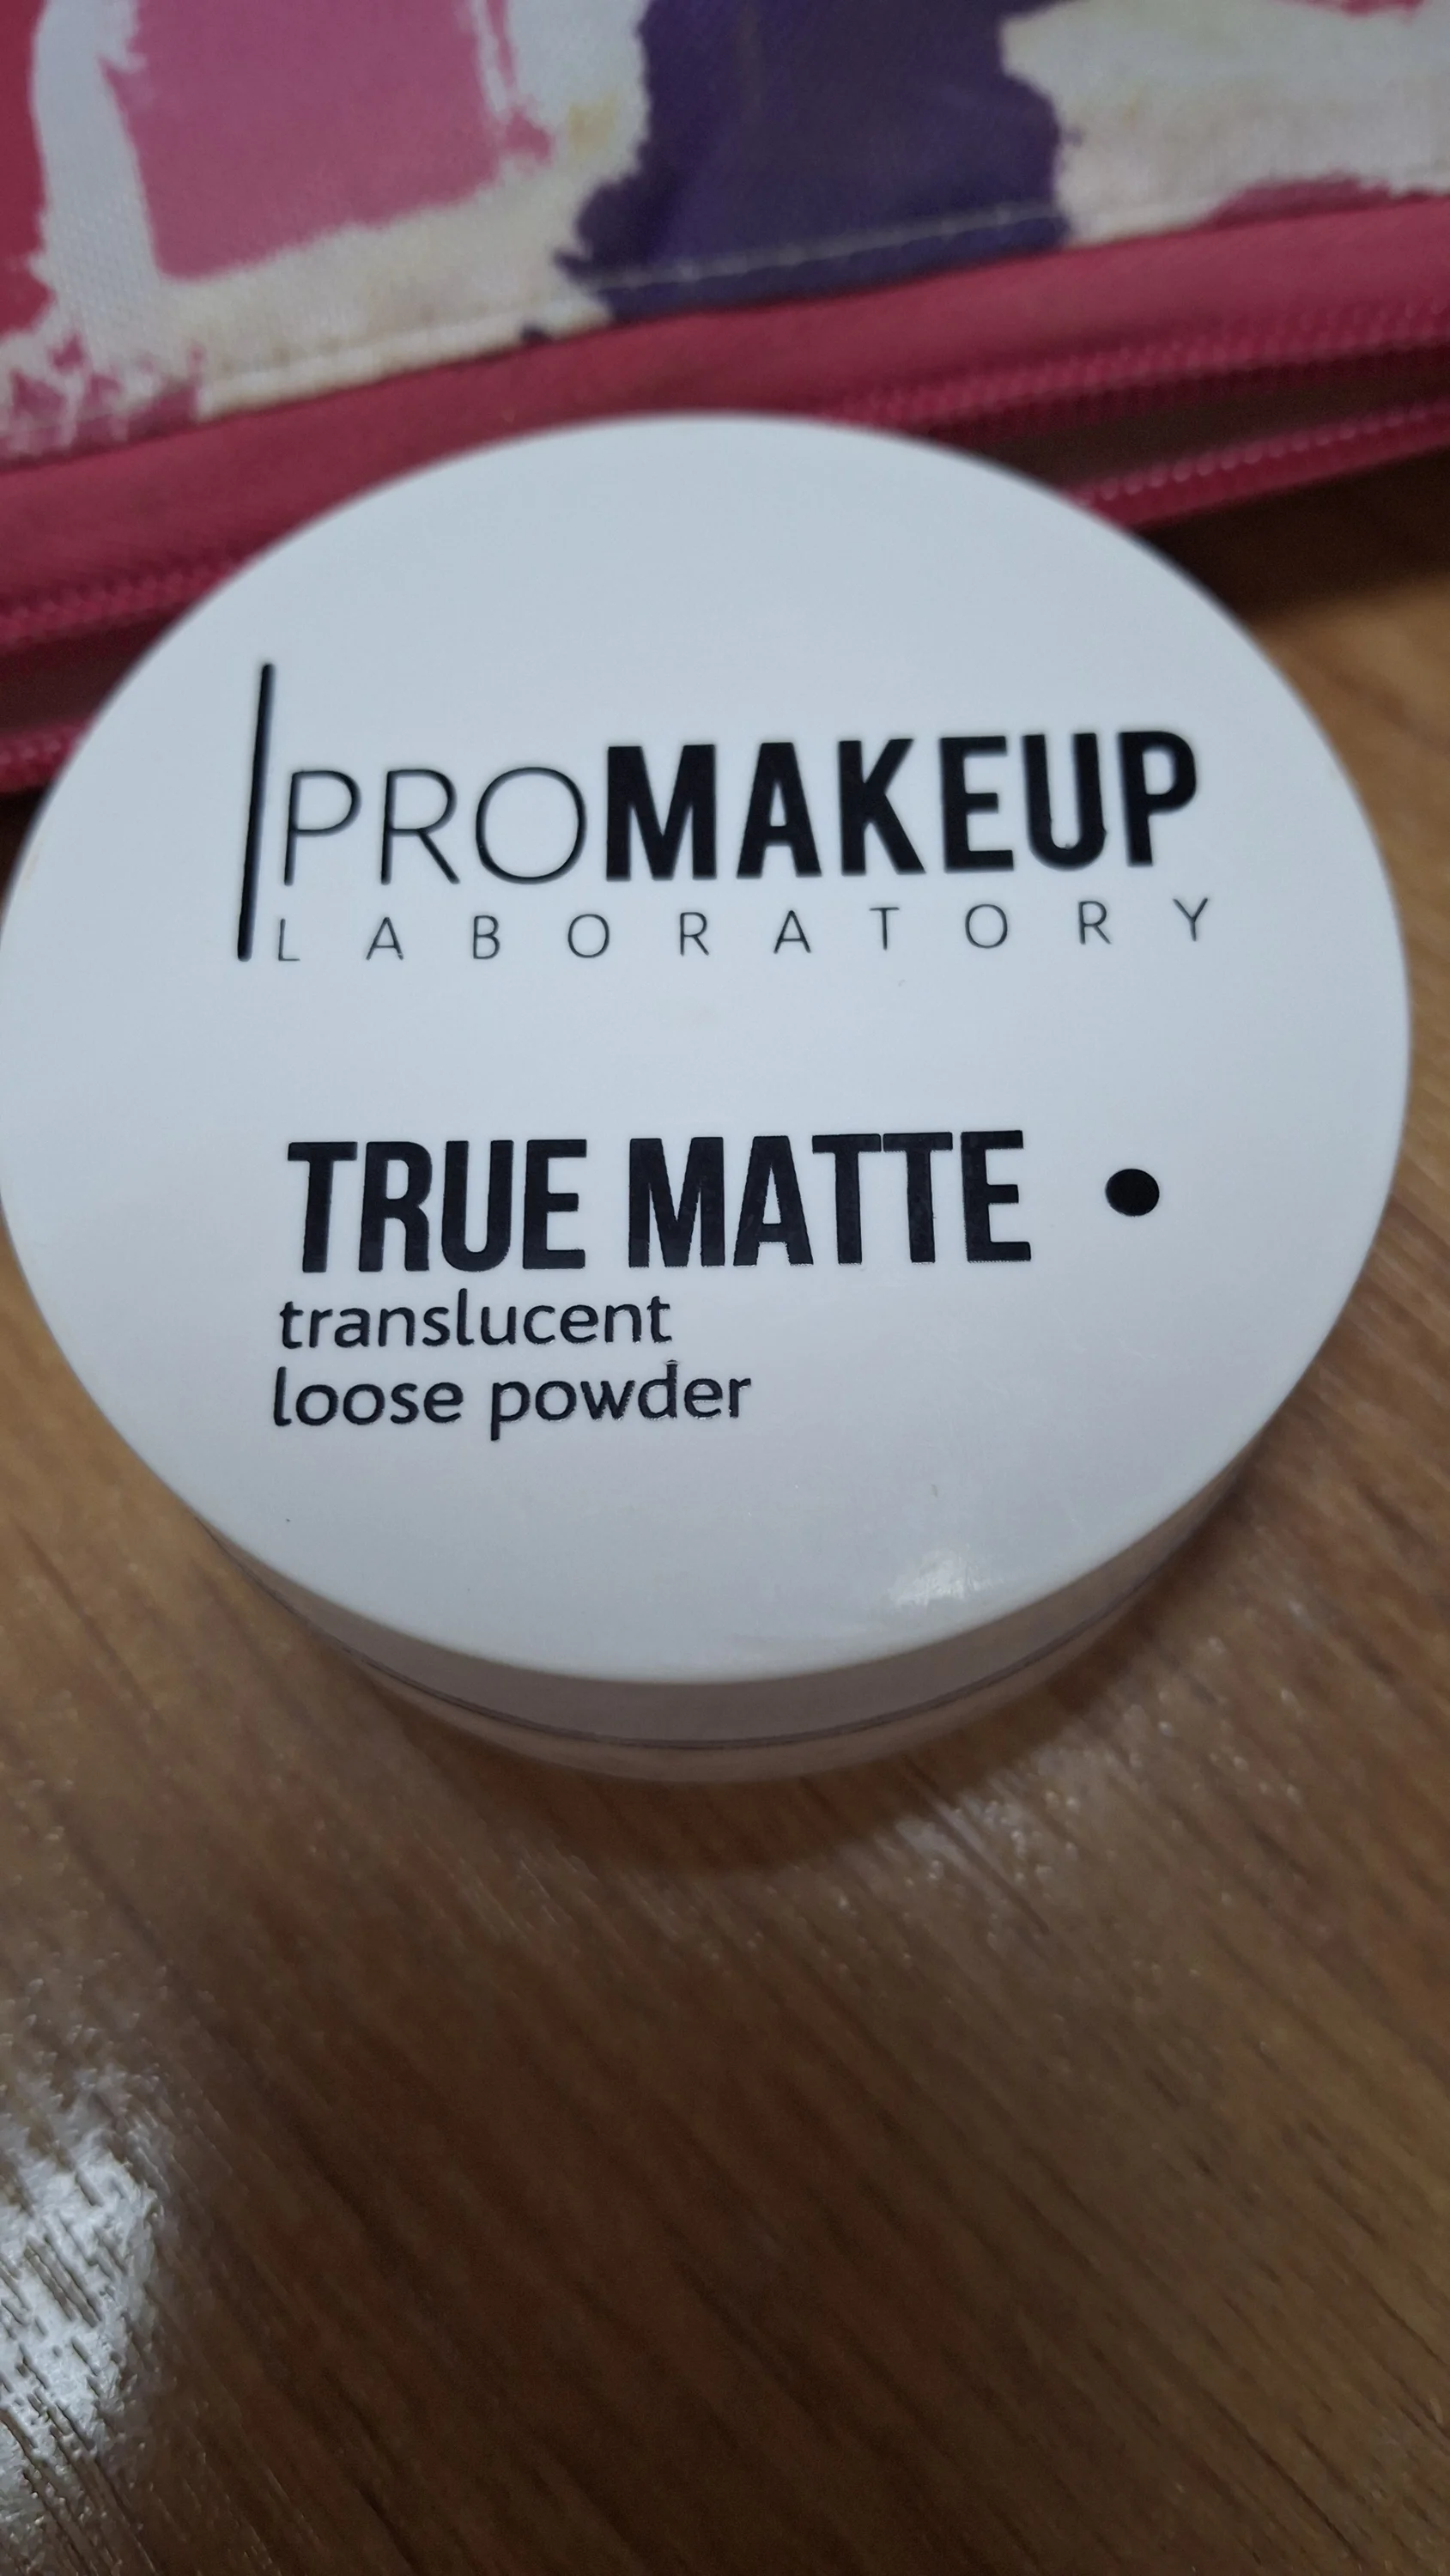 PROMAKEUP
LABORATORY
TRUE MATTE
translucent
loose powder